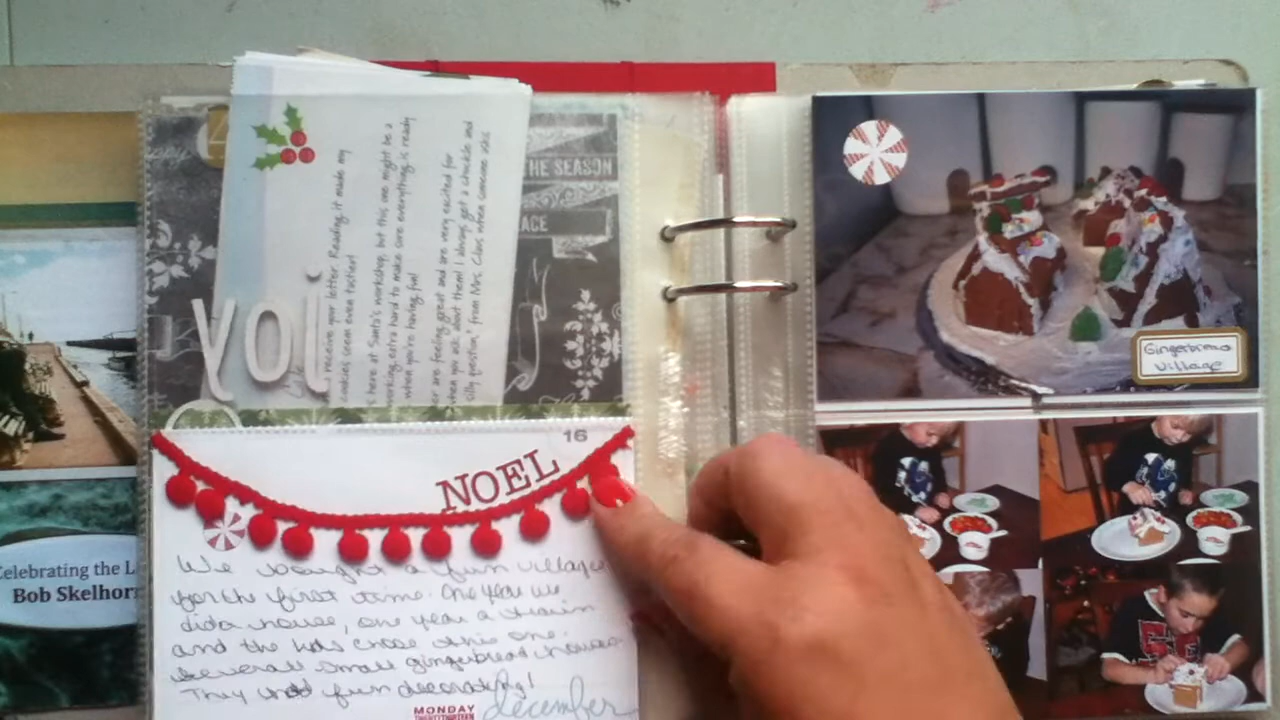 THE SEASON
you
receive your letter. Reading it made my
cookies seem even tastier!
here at Santa's workshop, but this one might be a
working extra hard to make sure everything is ready
when you're having fun!
er are feeling great and are very excited for
when you ask about them! I always get a chuckle and
silly question, from Mrs. Claus when someone asks
16
NOEL
We bought a fun village
for the first time. One year we
did a house, one year a train
and the kids chose this one.
Several small gingerbread houses.
They had fun decorating!
MONDAY
december
Celebrating the L
Bob Skelhorn
Gingerbread
Village